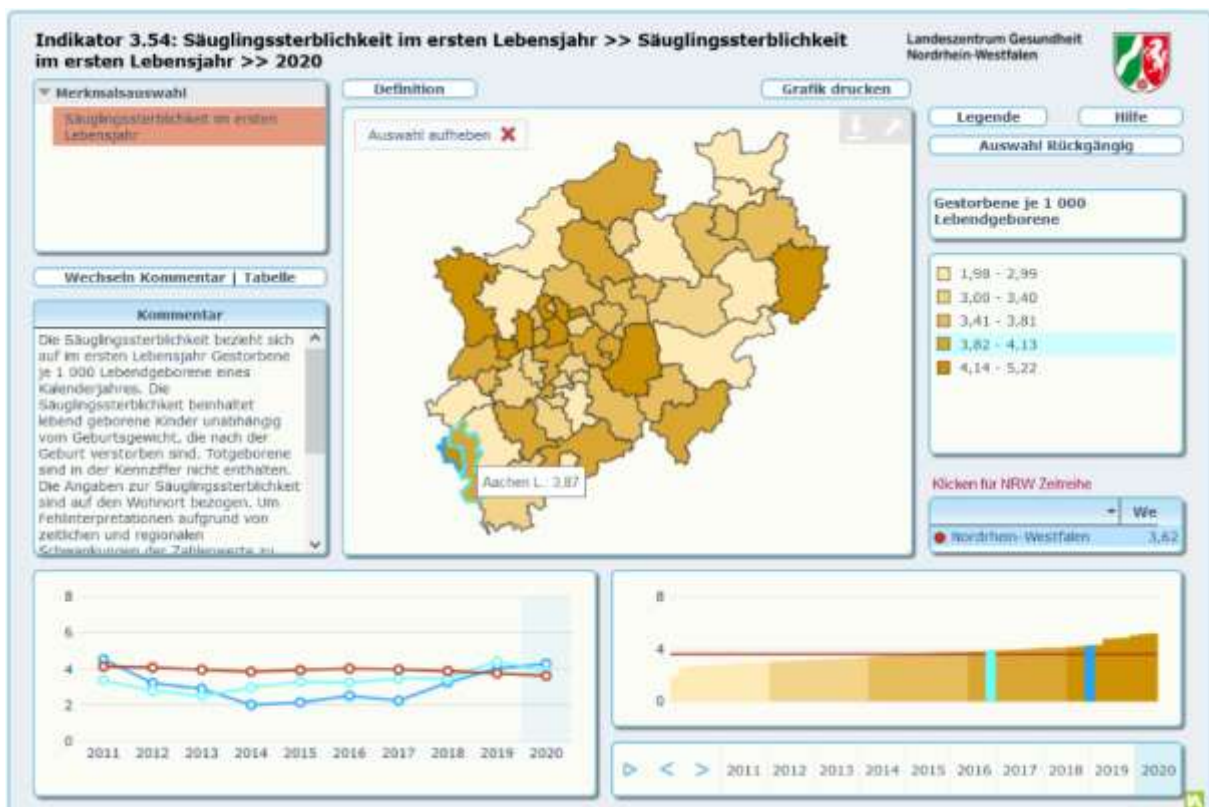 Indikator 3.54: Säuglingssterblichkeit im ersten Lebensjahr >> Säuglingssterblichkeit
im ersten Lebensjahr >> 2020
Landeszentrum Gesundheit
Nordrhein-Westfalen
Merkmalsauswahl
Säuglingssterblichkeit im ersten
Lebensjahr
Definition
Grafik drucken
Auswahl aufheben
Legende
Hilfe
Auswahl Rückgängig
Gestorbene je 1 000
Lebendgeborene
1,98 - 2,99
3,00 - 3,40
3,41 - 3,81
3,82 - 4,13
4,14 - 5,22
Wechseln Kommentar | Tabelle
Kommentar
Die Säuglingssterblichkeit bezieht sich
auf im ersten Lebensjahr Gestorbene
je 1 000 Lebendgeborene eines
Kalenderjahres. Die
Säuglingssterblichkeit beinhaltet
lebend geborene Kinder unabhängig
vom Geburtsgewicht, die nach der
Geburt verstorben sind. Totgeborene
sind in der Kennziffer nicht enthalten.
Die Angaben zur Säuglingssterblichkeit
sind auf den Wohnort bezogen. Um
Fehlinterpretationen aufgrund von
zeitlichen und regionalen
Schwankungen der Zahlenwerte zu
Aachen L.: 3,87
Klicken für NRW Zeitreihe
We
Nordrhein-Westfalen 3,62
8
6
4
2
0
2011 2012 2013 2014 2015 2016 2017 2018 2019 2020
8
4
0
2011 2012 2013 2014 2015 2016 2017 2018 2019 2020